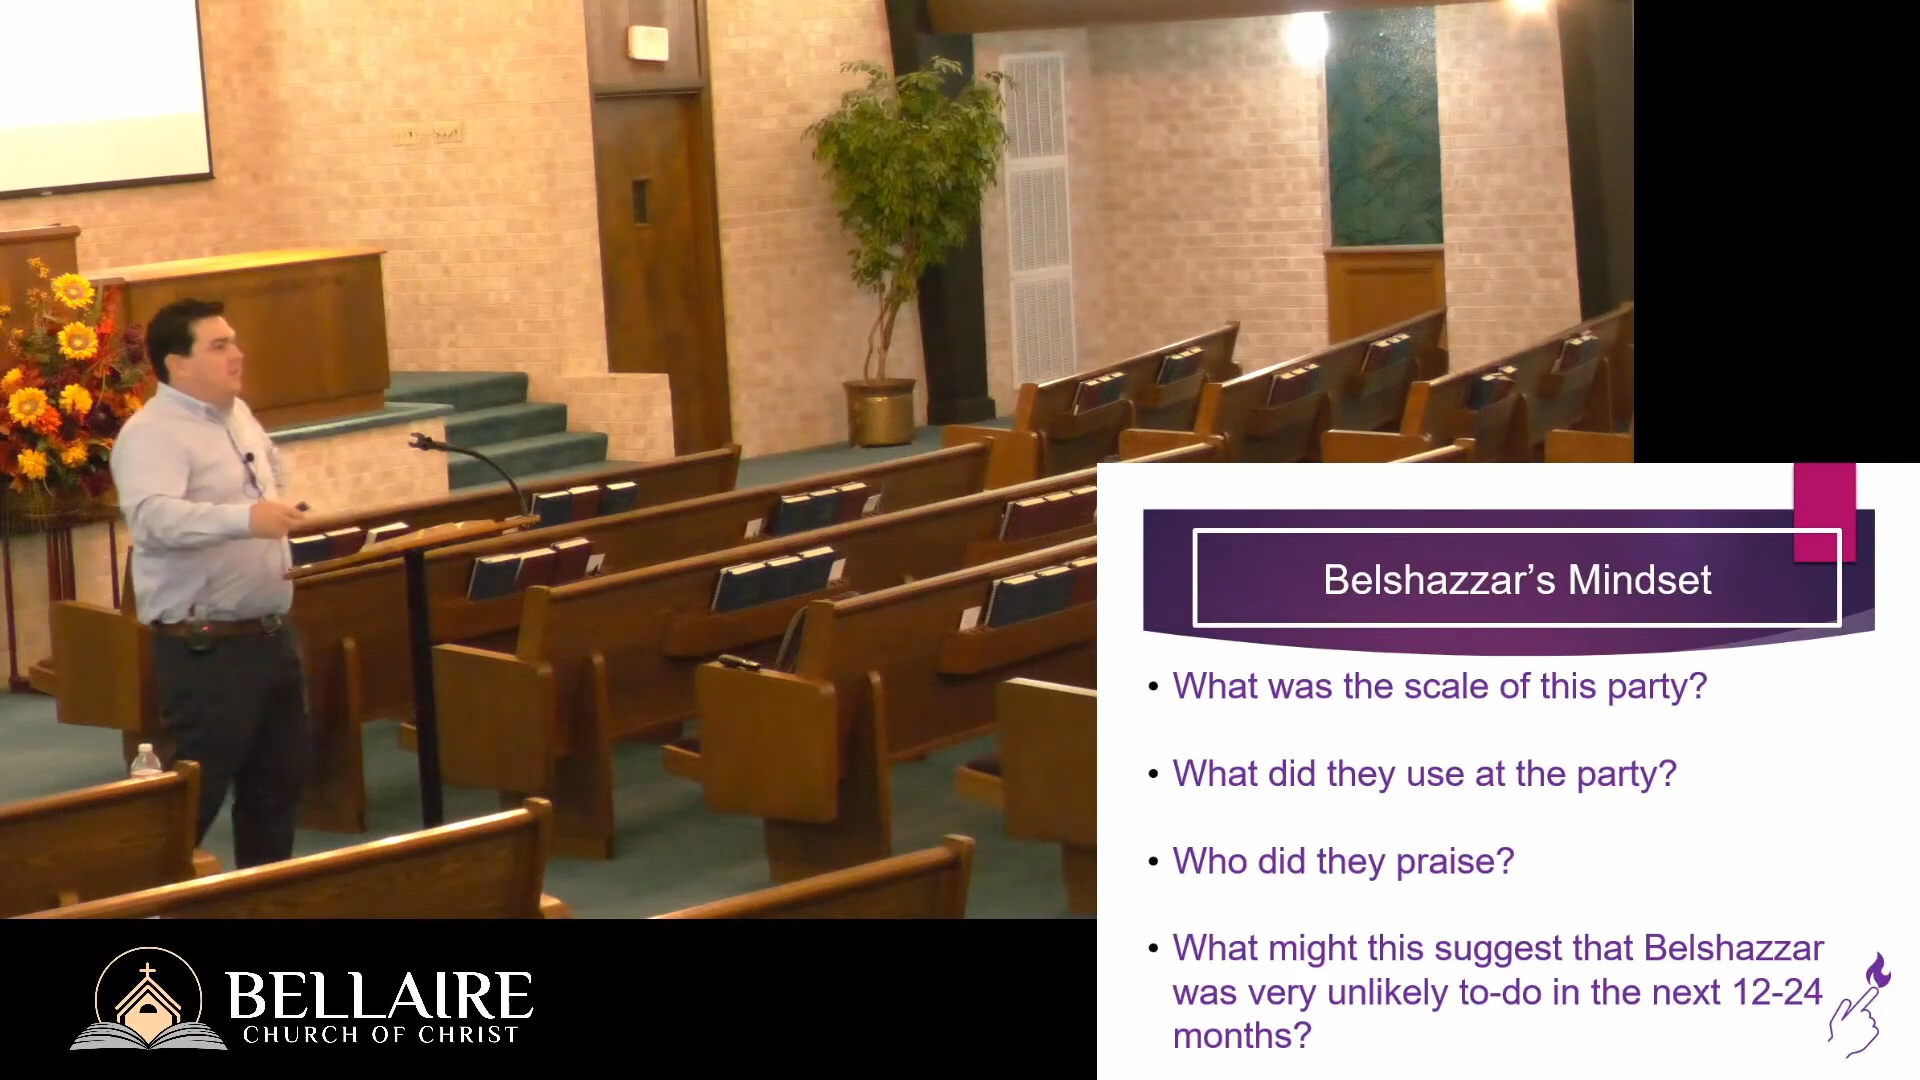 Belshazzar’s Mindset
• What was the scale of this party?
• What did they use at the party?
• Who did they praise?
• What might this suggest that Belshazzar
was very unlikely to-do in the next 12-24
months?
BELLAIRE
CHURCH OF CHRIST